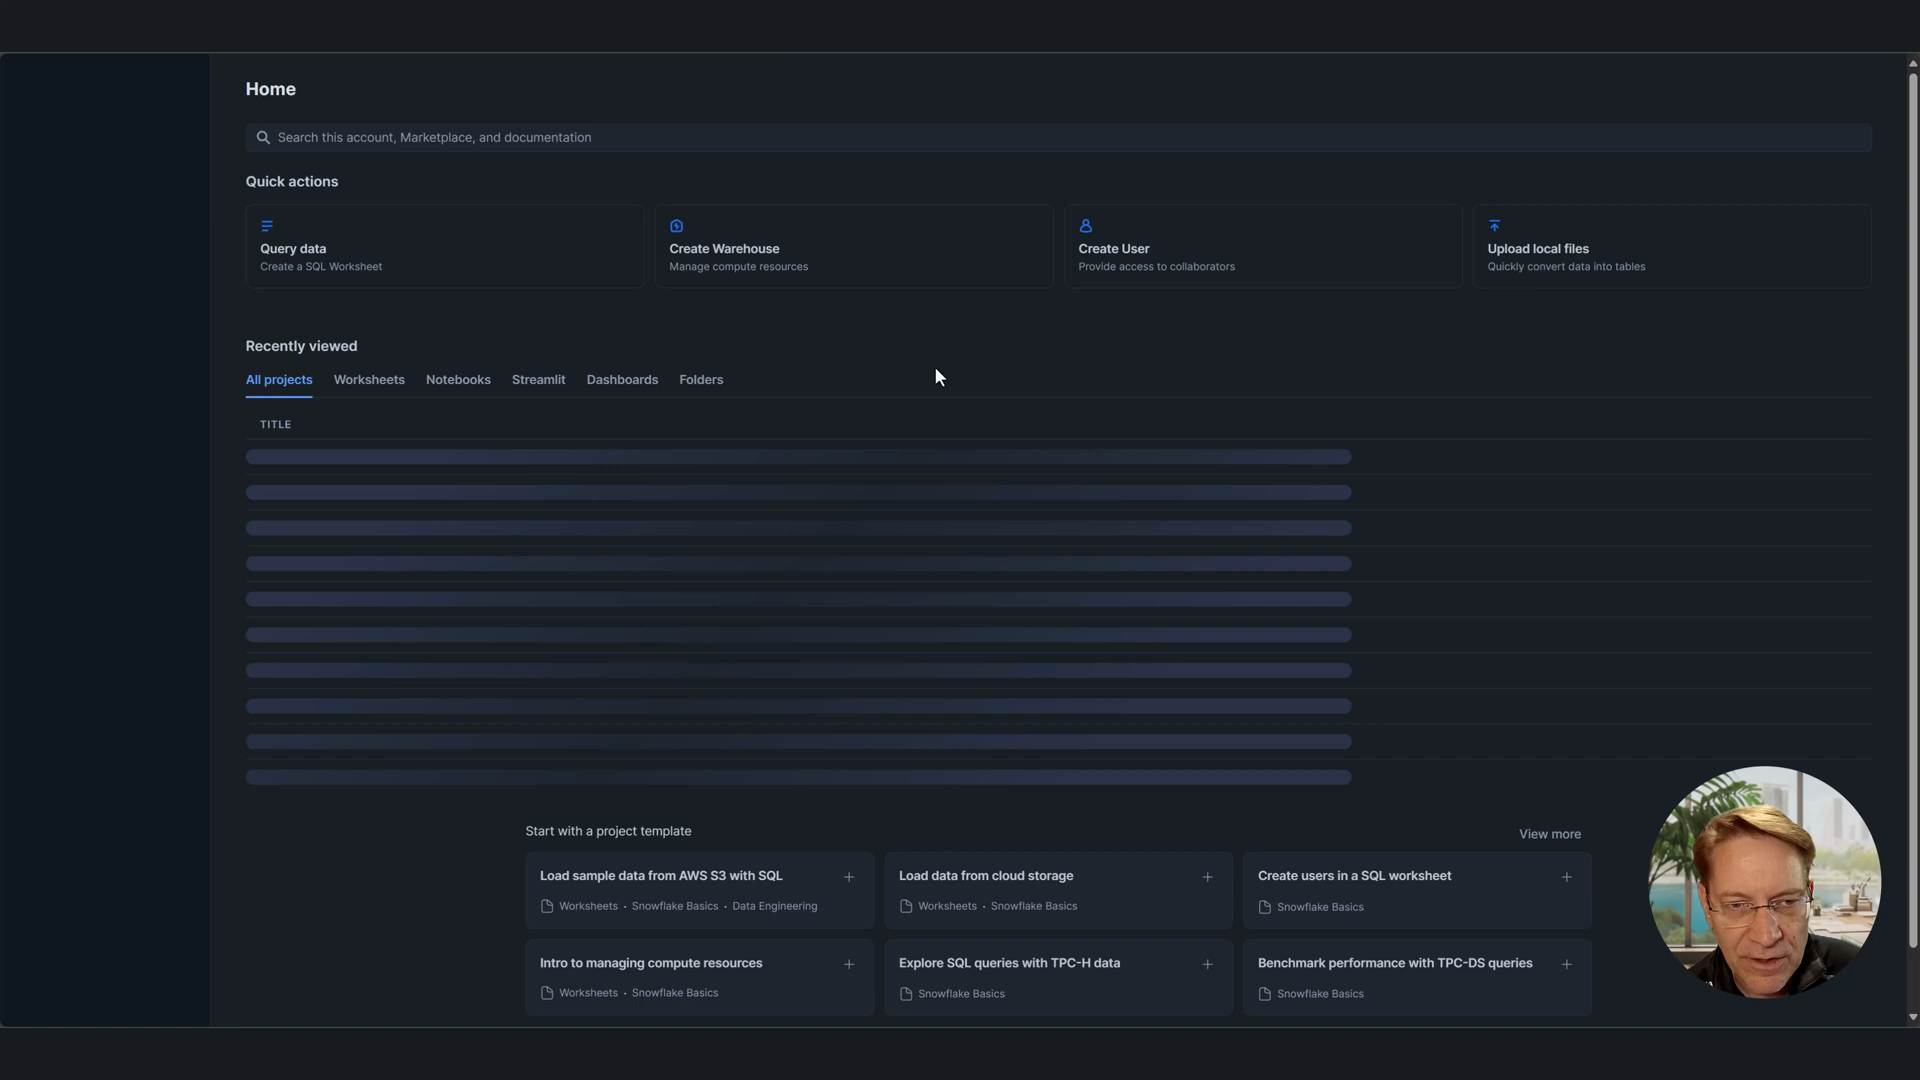 Home
Search this account, Marketplace, and documentation
Quick actions
Query data
Create a SQL Worksheet
Create Warehouse
Manage compute resources
Create User
Provide access to collaborators
Upload local files
Quickly convert data into tables
Recently viewed
All projects Worksheets Notebooks Streamlit Dashboards Folders
TITLE
Start with a project template
View more
Load sample data from AWS S3 with SQL
Worksheets • Snowflake Basics • Data Engineering
Load data from cloud storage
Worksheets • Snowflake Basics
Create users in a SQL worksheet
Snowflake Basics
Intro to managing compute resources
Worksheets • Snowflake Basics
Explore SQL queries with TPC-H data
Snowflake Basics
Benchmark performance with TPC-DS queries
Snowflake Basics